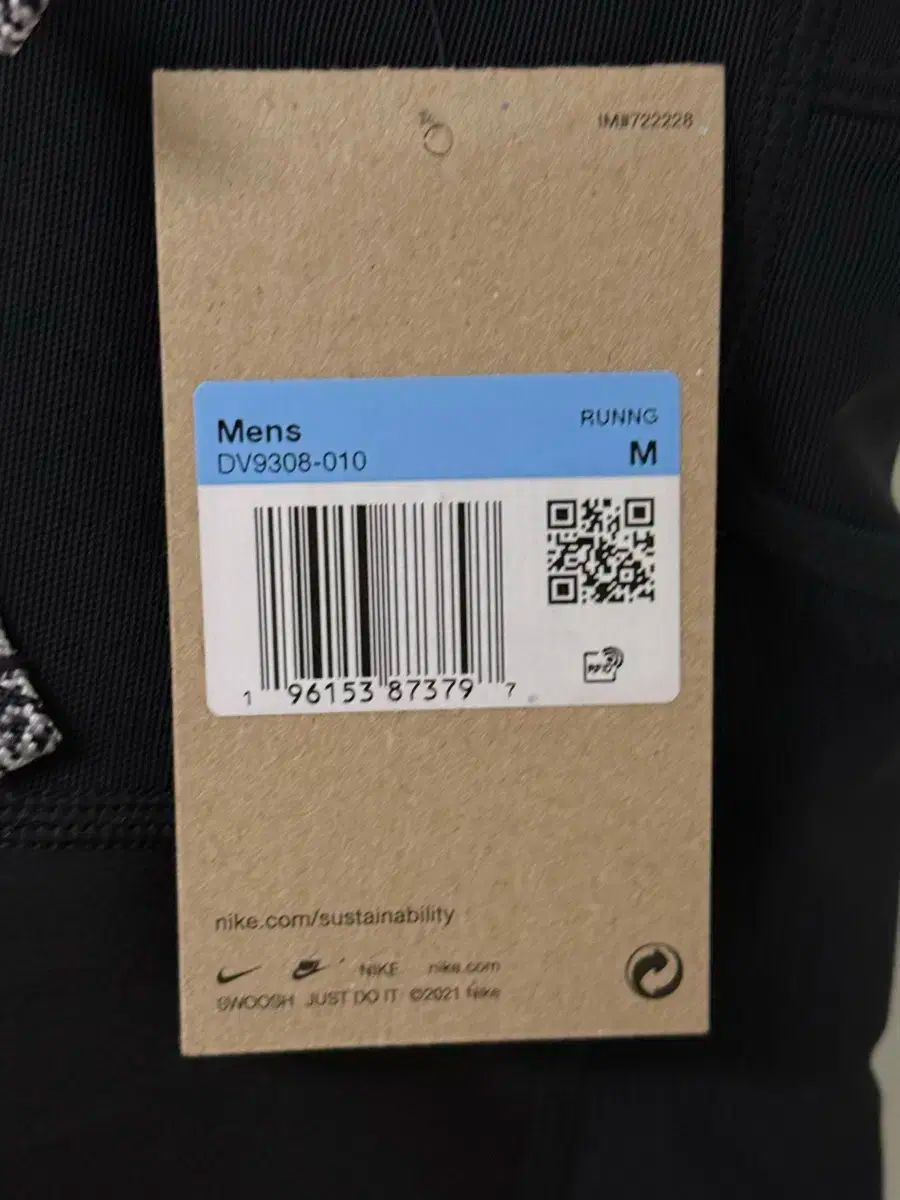 IM#722228
Mens
RUNNG
DV9308-010
M
1 96153 87379 7
RFID
nike.com/sustainability
NIKE nike.com
SWOOSH JUST DO IT ©2021 Nike